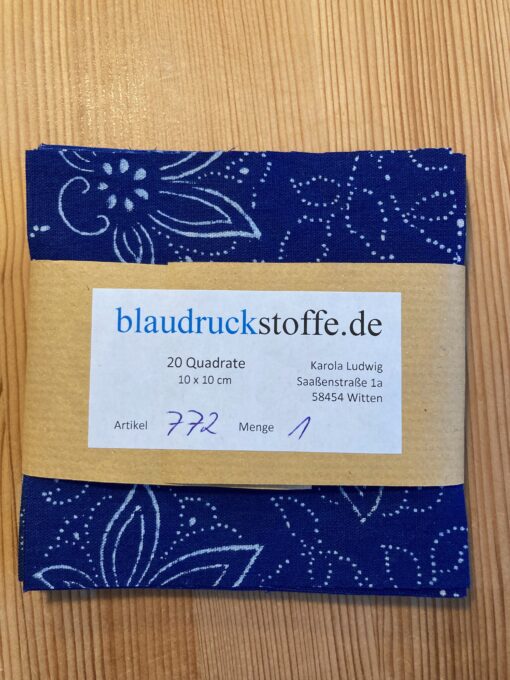 blaudruckstoffe.de
20 Quadrate
10 x 10 cm
Karola Ludwig
Saaßenstraße 1a
58454 Witten
Artikel 772 Menge 1